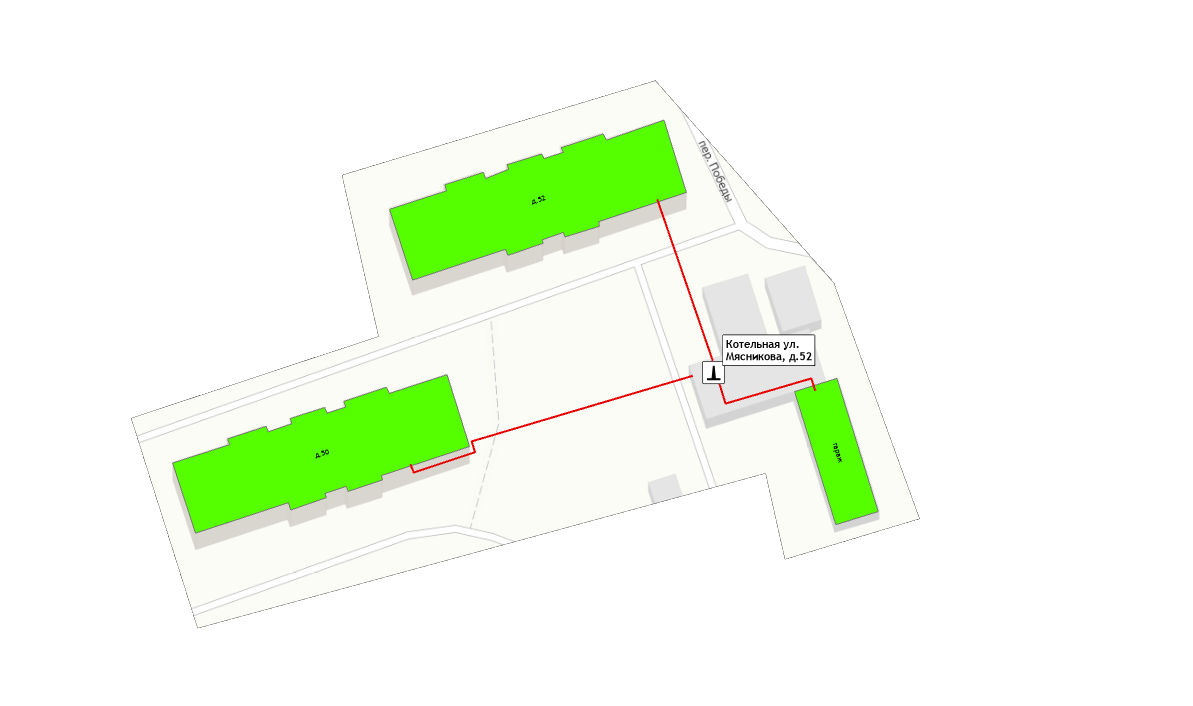 пер. Победы
д.52
Котельная ул.
Мясникова, д.52
д.50
гараж